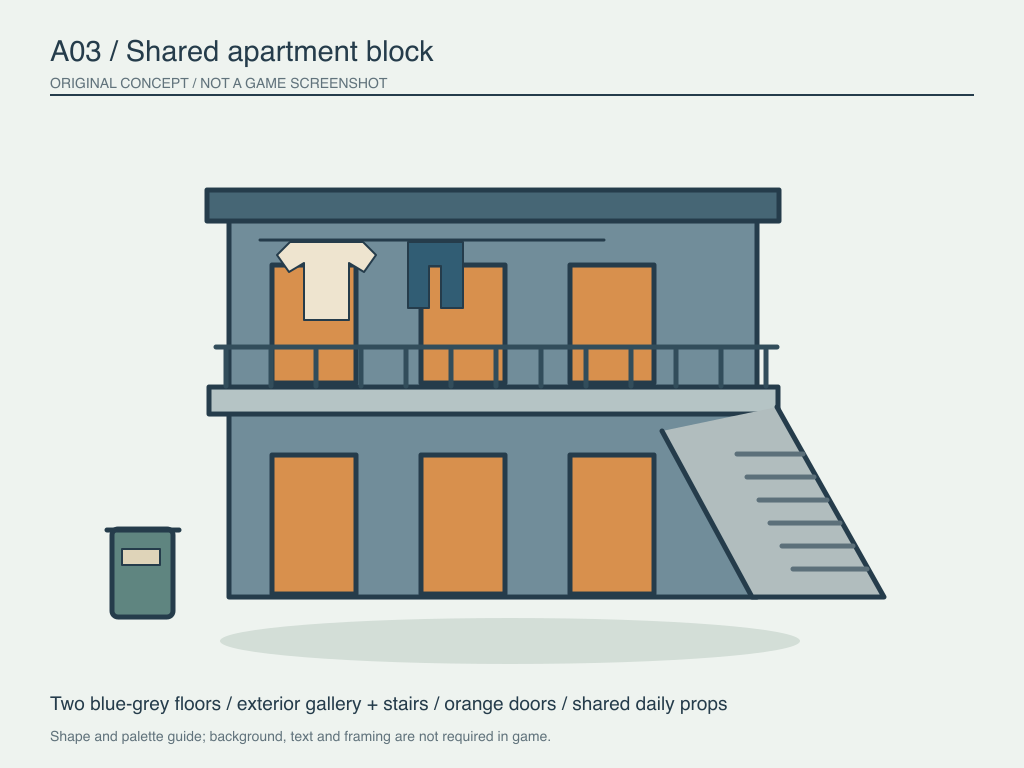 A03 / Shared apartment block
ORIGINAL CONCEPT / NOT A GAME SCREENSHOT
Two blue-grey floors / exterior gallery + stairs / orange doors / shared daily props
Shape and palette guide; background, text and framing are not required in game.